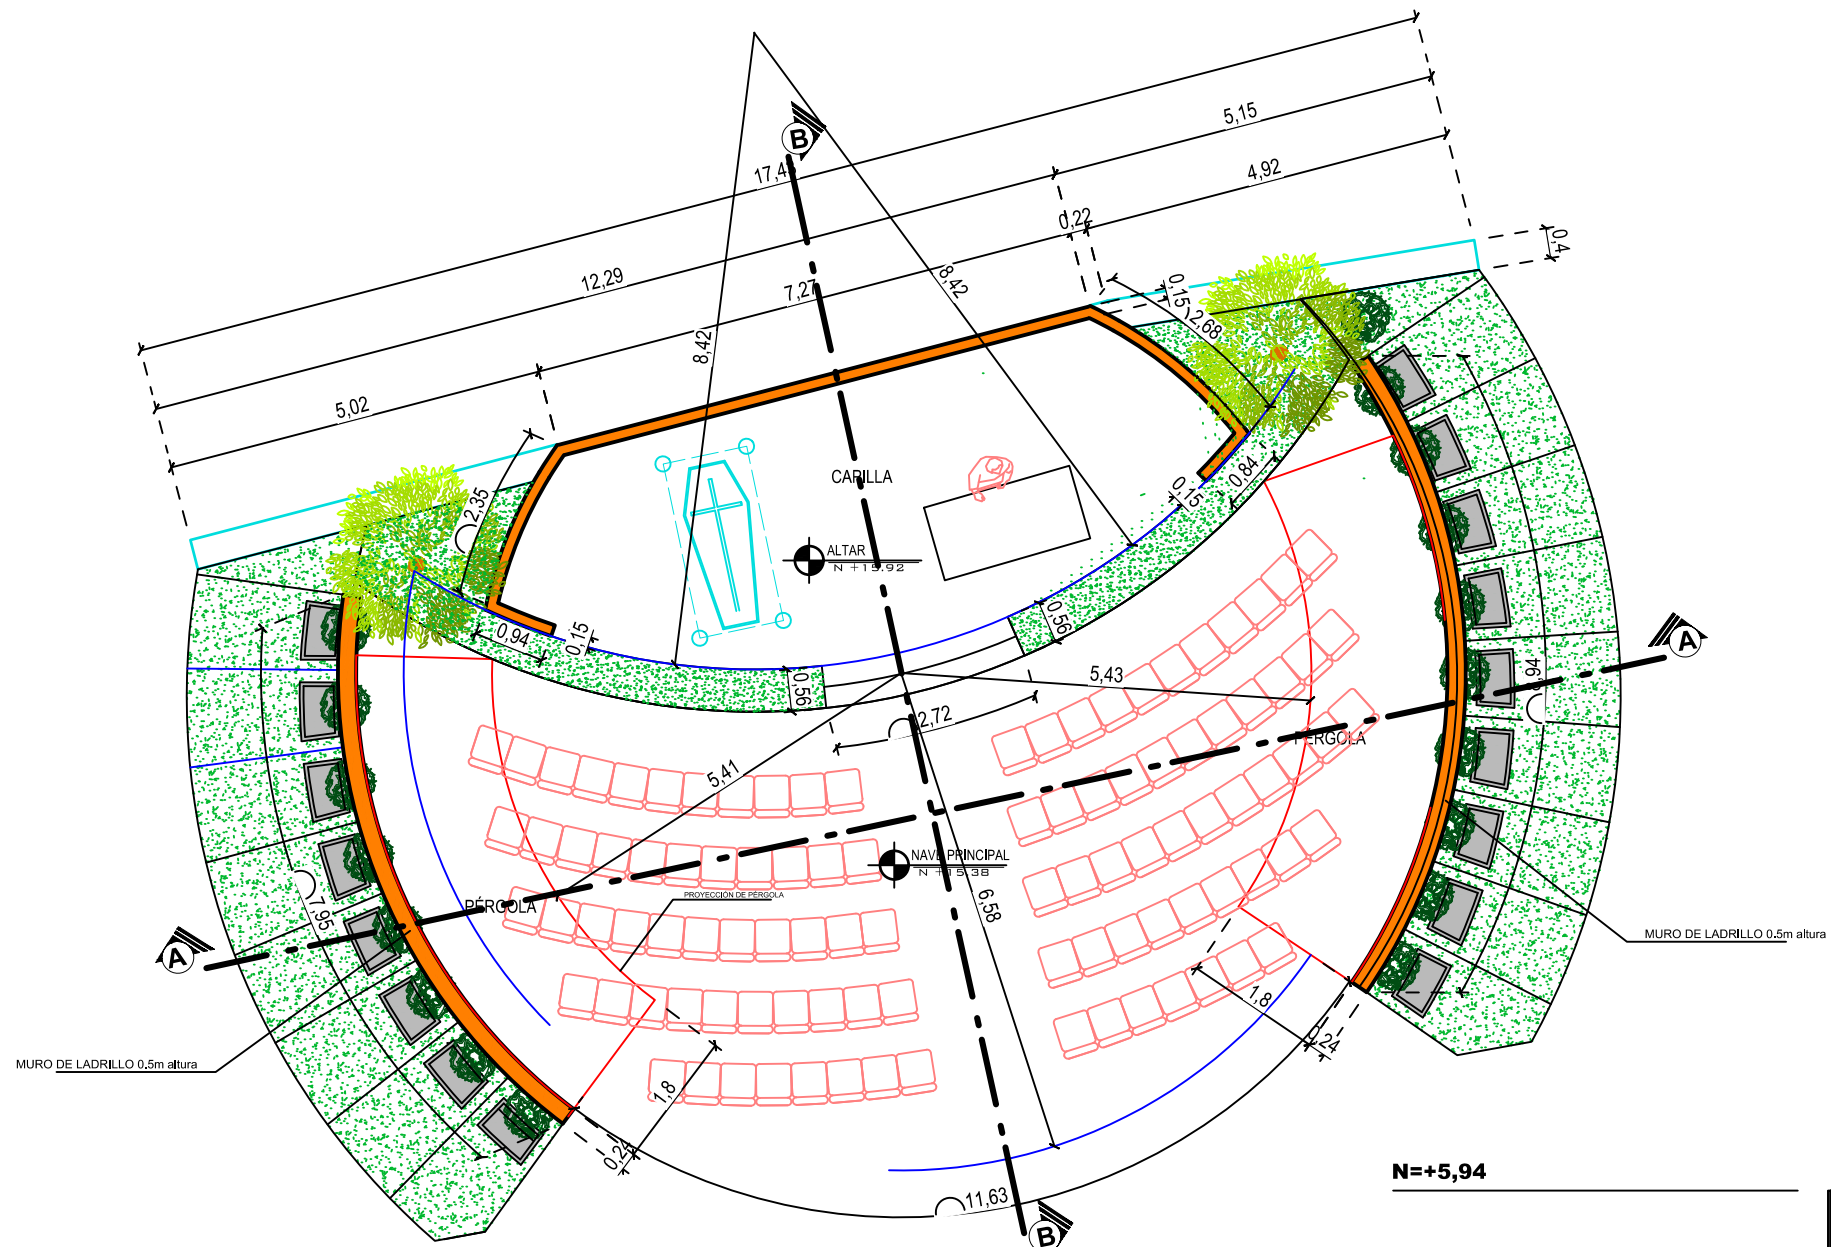 5,15
B
17,4
4,92
0,22
0,4
12,29
7,27
8,42
0,15
2,68
8,42
5,02
CARILLA
2,35
0,84
0,15
ALTAR
N +15.92
0,94
0,15
0,56
0,56
5,43
A
2,72
PÉRGOLA
5,41
NAVE PRINCIPAL
N +15.38
PROYECCIÓN DE PÉRGOLA
PÉRGOLA
7,95
6,58
A
MURO DE LADRILLO 0.5m altura
1,8
0,24
MURO DE LADRILLO 0.5m altura
1,8
0,24
N=+5,94
11,63
B